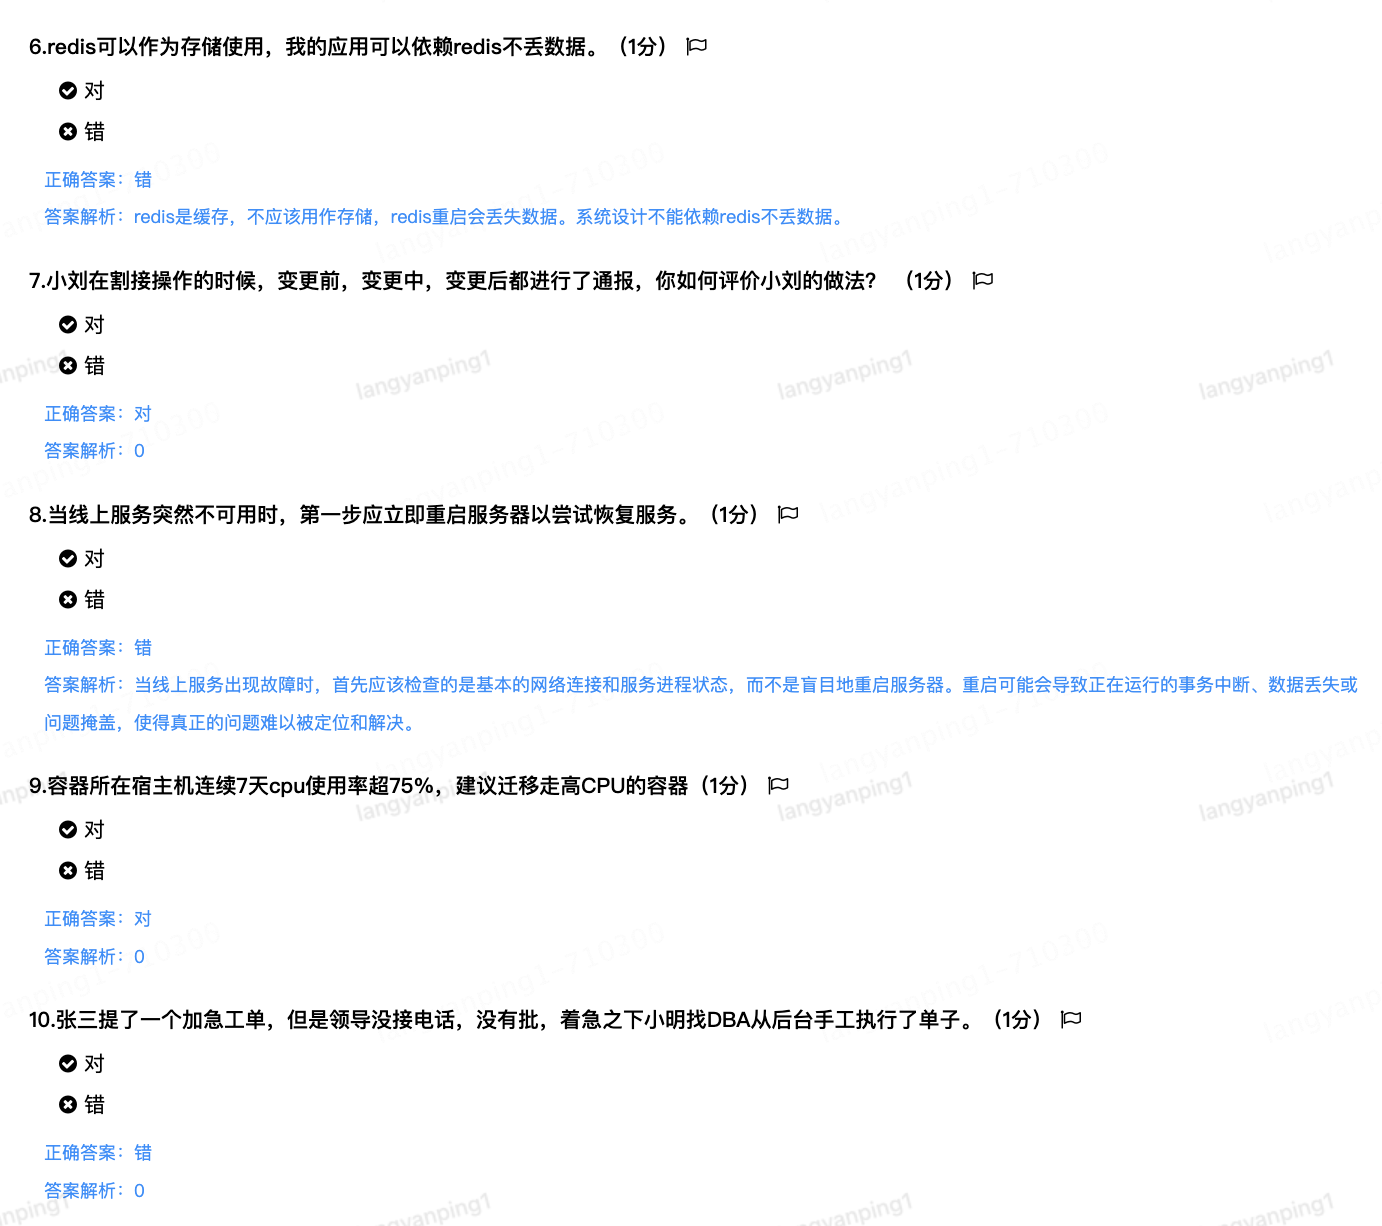 6.redis可以作为存储使用，我的应用可以依赖redis不丢数据。（1分）
对
错
正确答案：错
答案解析：redis是缓存，不应该用作存储，redis重启会丢失数据。系统设计不能依赖redis不丢数据。
7.小刘在割接操作的时候，变更前，变更中，变更后都进行了通报，你如何评价小刘的做法？ （1分）
对
错
langyanping1 langyanping1 langyanping1
正确答案：对
答案解析：0
8.当线上服务突然不可用时，第一步应立即重启服务器以尝试恢复服务。（1分）
对
错
正确答案：错
答案解析：当线上服务出现故障时，首先应该检查的是基本的网络连接和服务进程状态，而不是盲目地重启服务器。重启可能会导致正在运行的事务中断、数据丢失或
问题掩盖，使得真正的问题难以被定位和解决。
9.容器所在宿主机连续7天cpu使用率超75%，建议迁移走高CPU的容器（1分）
langyanping1 langyanping1 langyanping1
对
错
正确答案：对
答案解析：0
10.张三提了一个加急工单，但是领导没接电话，没有批，着急之下小明找DBA从后台手工执行了单子。（1分）
对
错
正确答案：错
答案解析：0